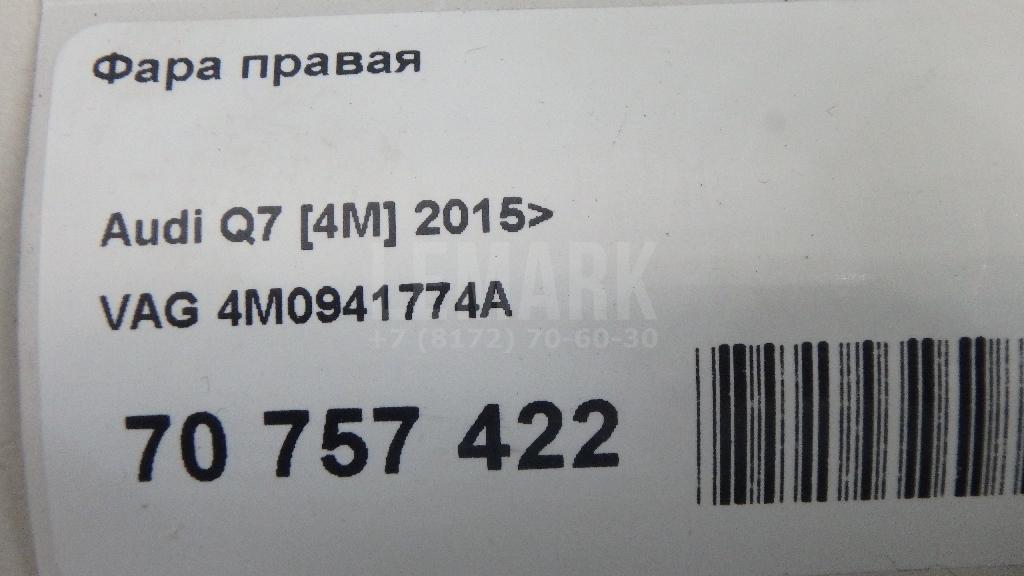 Фара правая
Audi Q7 [4M] 2015>
LEMARK
VAG 4M0941774A
+7 (8172) 70-60-30
70 757 422